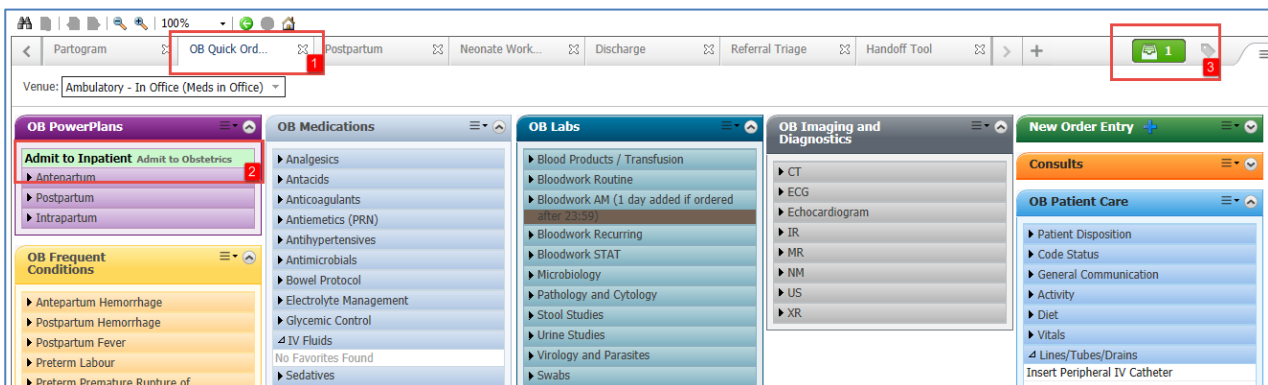 100%
Partogram
OB Quick Ord...
1
Postpartum
Neonate Work...
Discharge
Referral Triage
Handoff Tool
1
3
Venue: Ambulatory - In Office (Meds in Office)
OB PowerPlans
Admit to Inpatient Admit to Obstetrics
2
Antepartum
Postpartum
Intrapartum
OB Frequent
Conditions
Antepartum Hemorrhage
Postpartum Hemorrhage
Postpartum Fever
Preterm Labour
Preterm Premature Rupture of
OB Medications
Analgesics
Antacids
Anticoagulants
Antiemetics (PRN)
Antihypertensives
Antimicrobials
Bowel Protocol
Electrolyte Management
Glycemic Control
IV Fluids
No Favorites Found
Sedatives
OB Labs
Blood Products / Transfusion
Bloodwork Routine
Bloodwork AM (1 day added if ordered
after 23:59)
Bloodwork Recurring
Bloodwork STAT
Microbiology
Pathology and Cytology
Stool Studies
Urine Studies
Virology and Parasites
Swabs
OB Imaging and
Diagnostics
CT
ECG
Echocardiogram
IR
MR
NM
US
XR
New Order Entry
Consults
OB Patient Care
Patient Disposition
Code Status
General Communication
Activity
Diet
Vitals
Lines/Tubes/Drains
Insert Peripheral IV Catheter